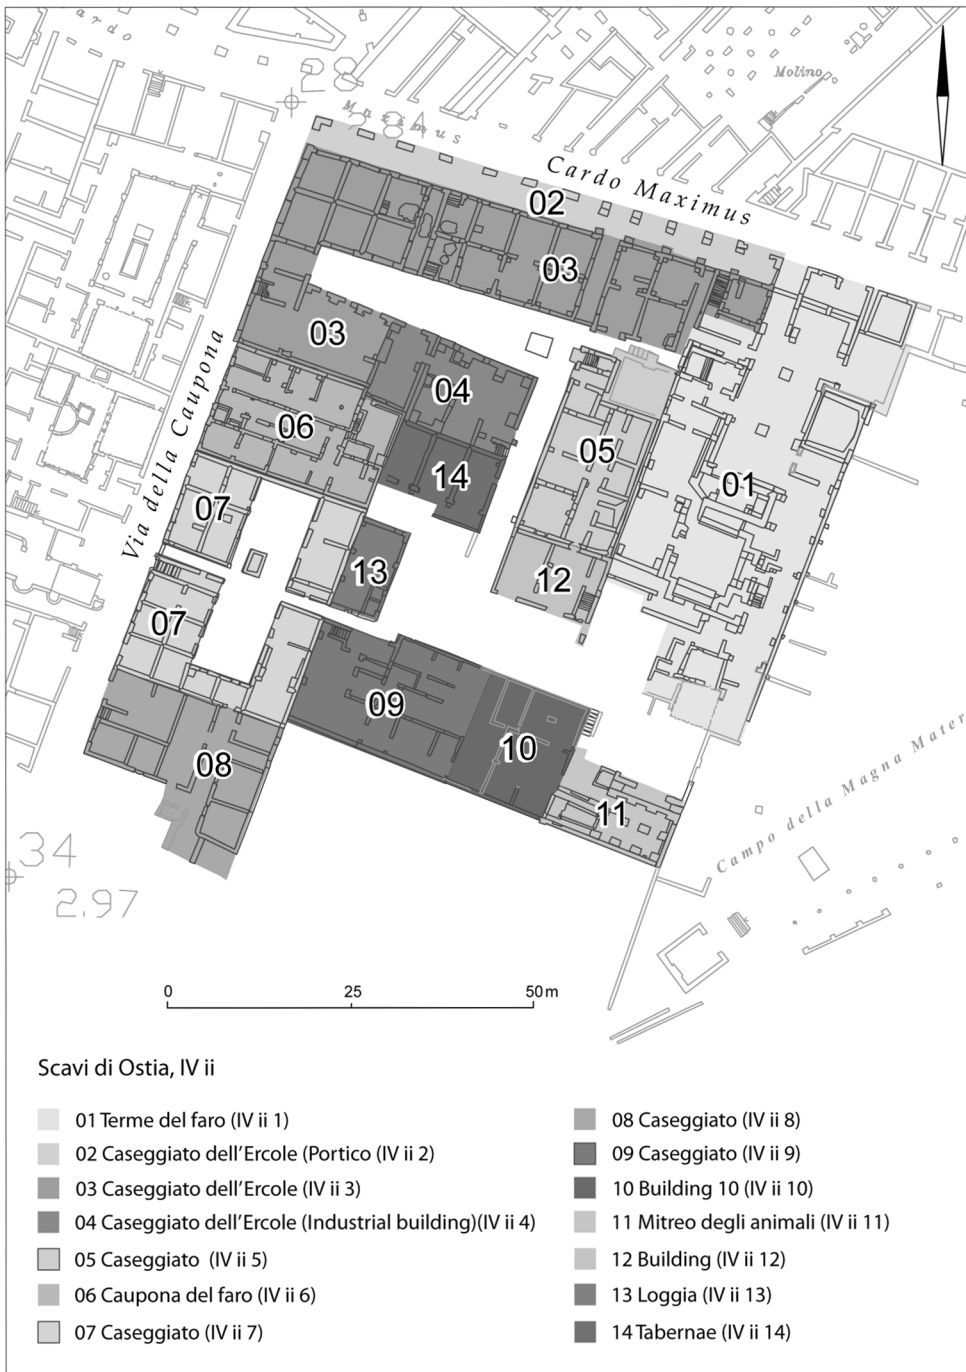 ardo
Molino
Maximus
Cardo Maximus
02
03
03
04
06
05
14
01
07
13
12
07
09
08
10
11
Via della Caupona
Campo della Magna Mater
34
2.97
0 25 50 m
Scavi di Ostia, IV ii
01 Terme del faro (IV ii 1)
02 Caseggiato dell'Ercole (Portico (IV ii 2)
03 Caseggiato dell'Ercole (IV ii 3)
04 Caseggiato dell'Ercole (Industrial building)(IV ii 4)
05 Caseggiato (IV ii 5)
06 Caupona del faro (IV ii 6)
07 Caseggiato (IV ii 7)
08 Caseggiato (IV ii 8)
09 Caseggiato (IV ii 9)
10 Building 10 (IV ii 10)
11 Mitreo degli animali (IV ii 11)
12 Building (IV ii 12)
13 Loggia (IV ii 13)
14 Tabernae (IV ii 14)